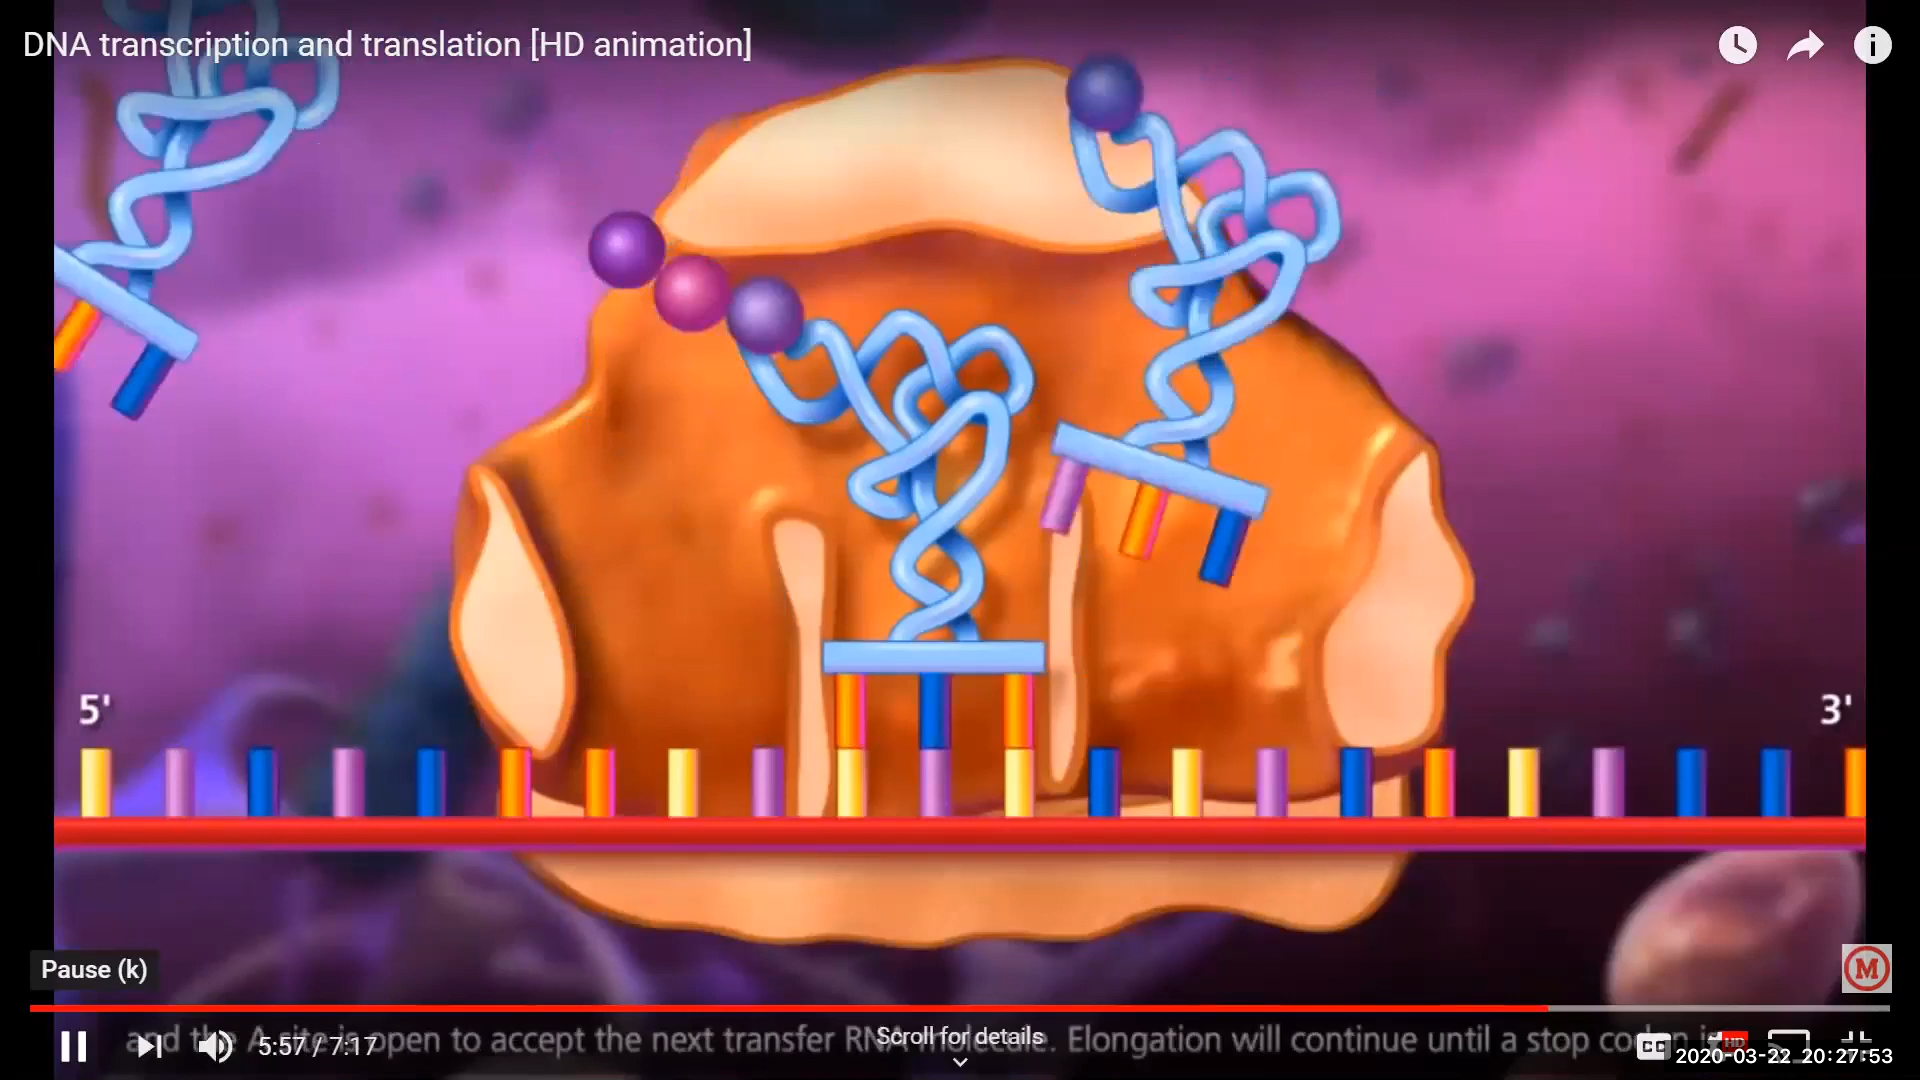 DNA transcription and translation [HD animation]
5'
3'
Pause (k)
M
and the A site is open to accept the next transfer RNA molecule. Elongation will continue until a stop codon is
Scroll for details
5:57 / 7:17
CC
HD
2020-03-22 20:27:53